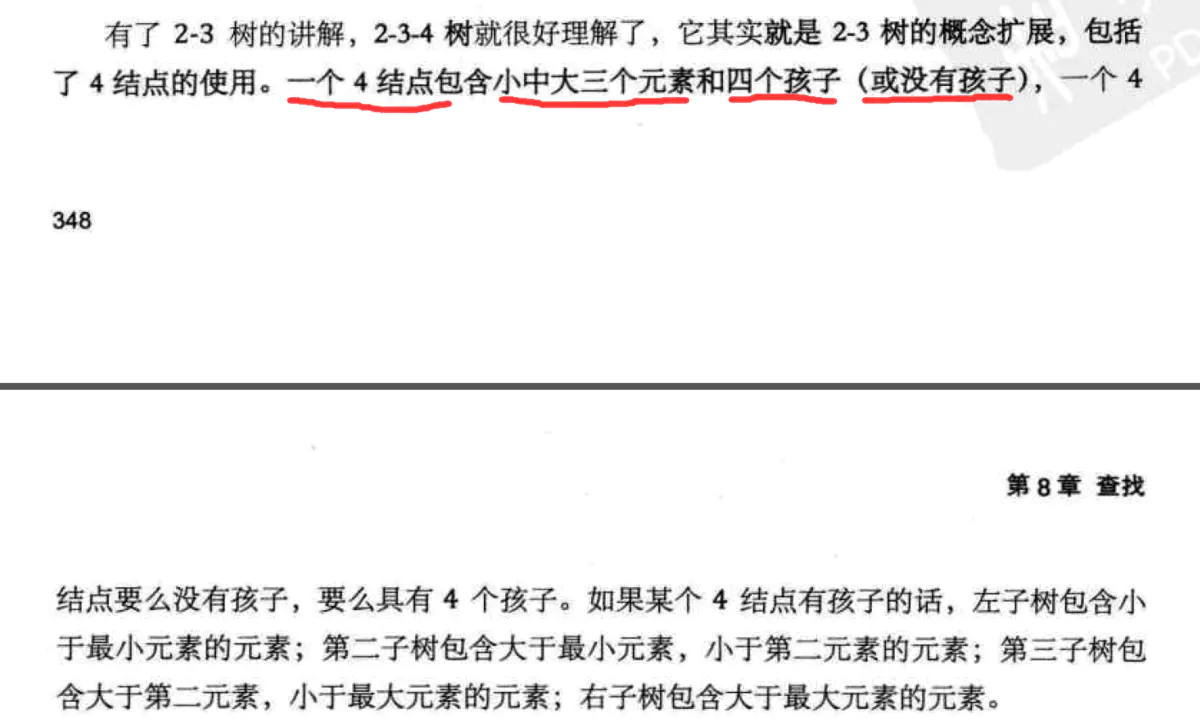 有了 2-3 树的讲解，2-3-4 树就很好理解了，它其实就是 2-3 树的概念扩展，包括
了 4 结点的使用。一个 4 结点包含小中大三个元素和四个孩子（或没有孩子），一个 4
348
第 8 章 查找
结点要么没有孩子，要么具有 4 个孩子。如果某个 4 结点有孩子的话，左子树包含小
于最小元素的元素；第二子树包含大于最小元素，小于第二元素的元素；第三子树包
含大于第二元素，小于最大元素的元素；右子树包含大于最大元素的元素。